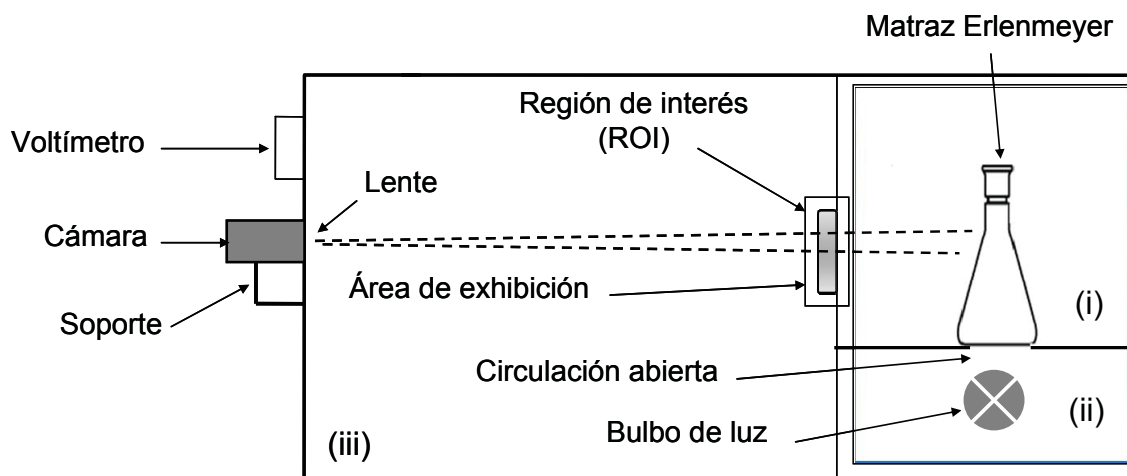 Matraz Erlenmeyer
Región de interés
(ROI)
Voltímetro
Lente
Cámara
Área de exhibición
(i)
Soporte
Circulación abierta
(ii)
Bulbo de luz
(iii)